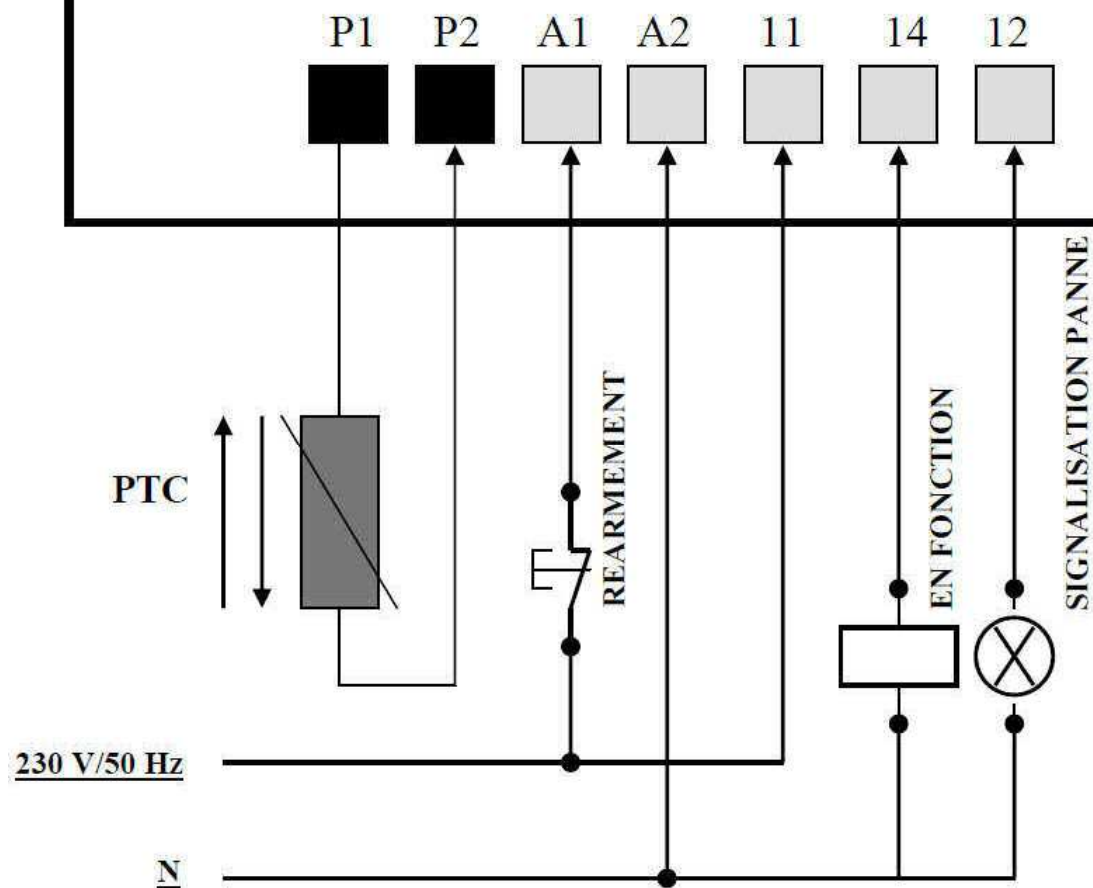 P1 P2 A1 A2 11 14 12
PTC
REARMEMENT
EN FONCTION
SIGNALISATION PANNE
230 V/50 Hz
N